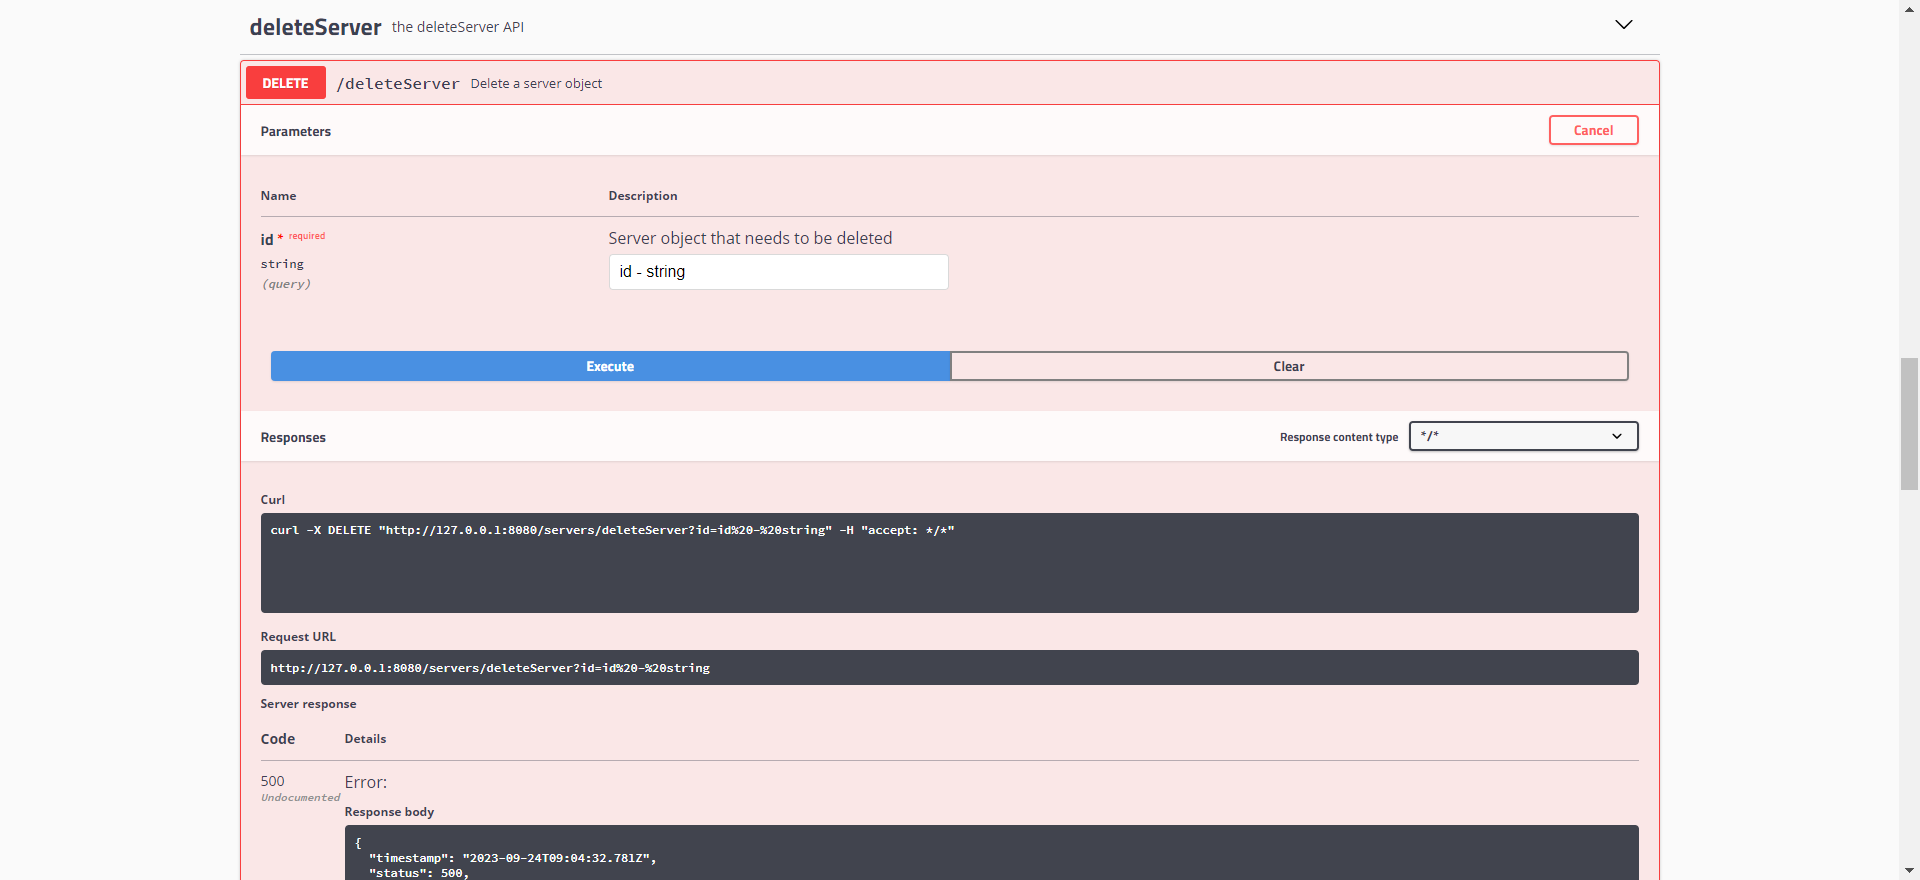 deleteServer the deleteServer API
DELETE /deleteServer Delete a server object
Parameters Cancel
Name Description
id * required Server object that needs to be deleted
string id - string
(query)
Execute Clear
Responses Response content type */*
Curl
curl -X DELETE "http://127.0.0.1:8080/servers/deleteServer?id=id%20-%20string" -H "accept: */*"
Request URL
http://127.0.0.1:8080/servers/deleteServer?id=id%20-%20string
Server response
Code Details
500 Error:
Undocumented
Response body
{
"timestamp": "2023-09-24T09:04:32.781Z",
"status": 500,